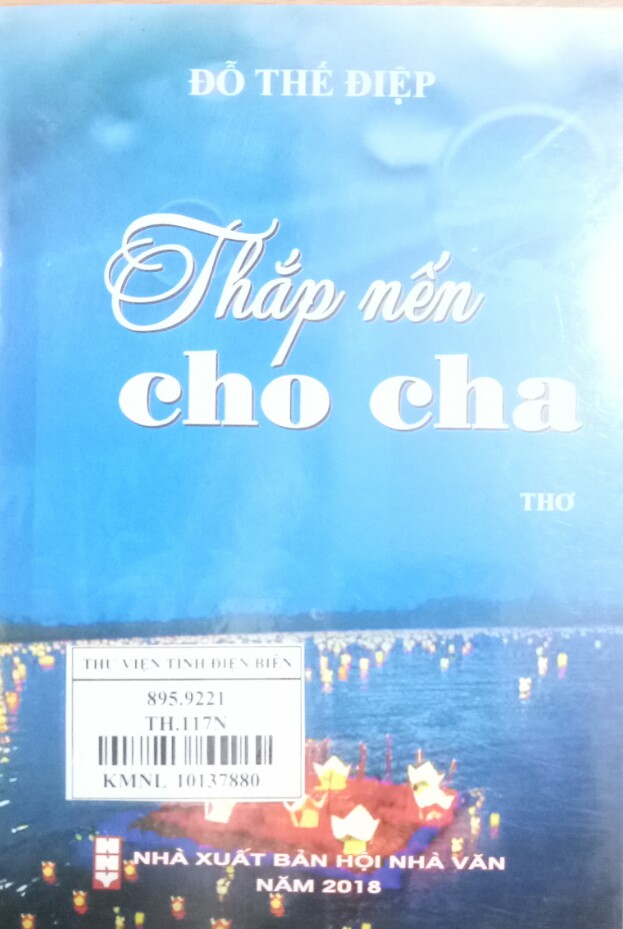 ĐỖ THẾ ĐIỆP
Thắp nến
cho cha
THƠ
THƯ VIỆN TỈNH ĐIỆN BIÊN
895.9221
TH.117N
KMNL 10137880
HNV
NHÀ XUẤT BẢN HỘI NHÀ VĂN
NĂM 2018